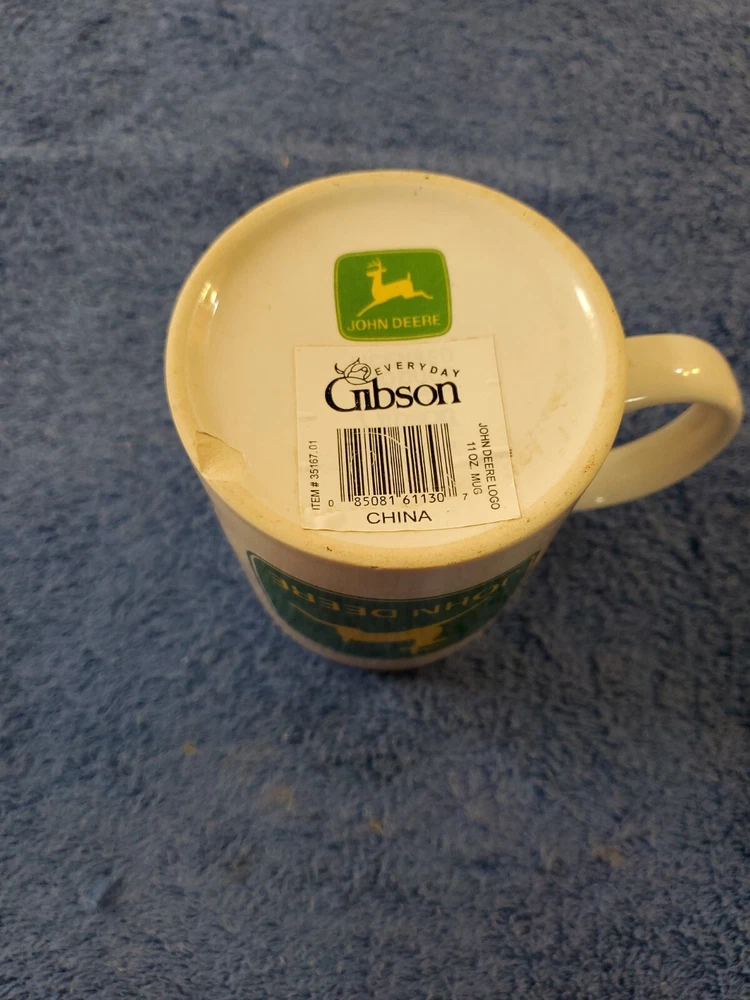 JOHN DEERE
EVERYDAY
Gibson
ITEM # 35167.01
JOHN DEERE LOGO
11 OZ. MUG
0 85081 61130 7
CHINA
JOHN DEERE